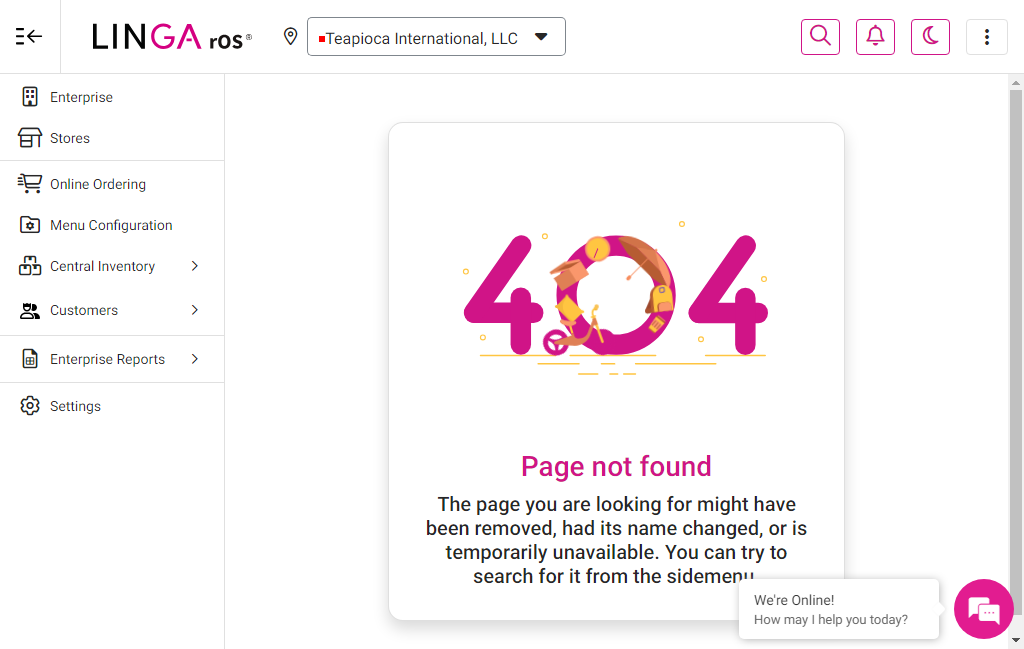 LINGA ros®
Teapioca International, LLC
Enterprise
Stores
Online Ordering
Menu Configuration
Central Inventory
Customers
Enterprise Reports
Settings
404
Page not found
The page you are looking for might have
been removed, had its name changed, or is
temporarily unavailable. You can try to
search for it from the sidemenu
We're Online!
How may I help you today?